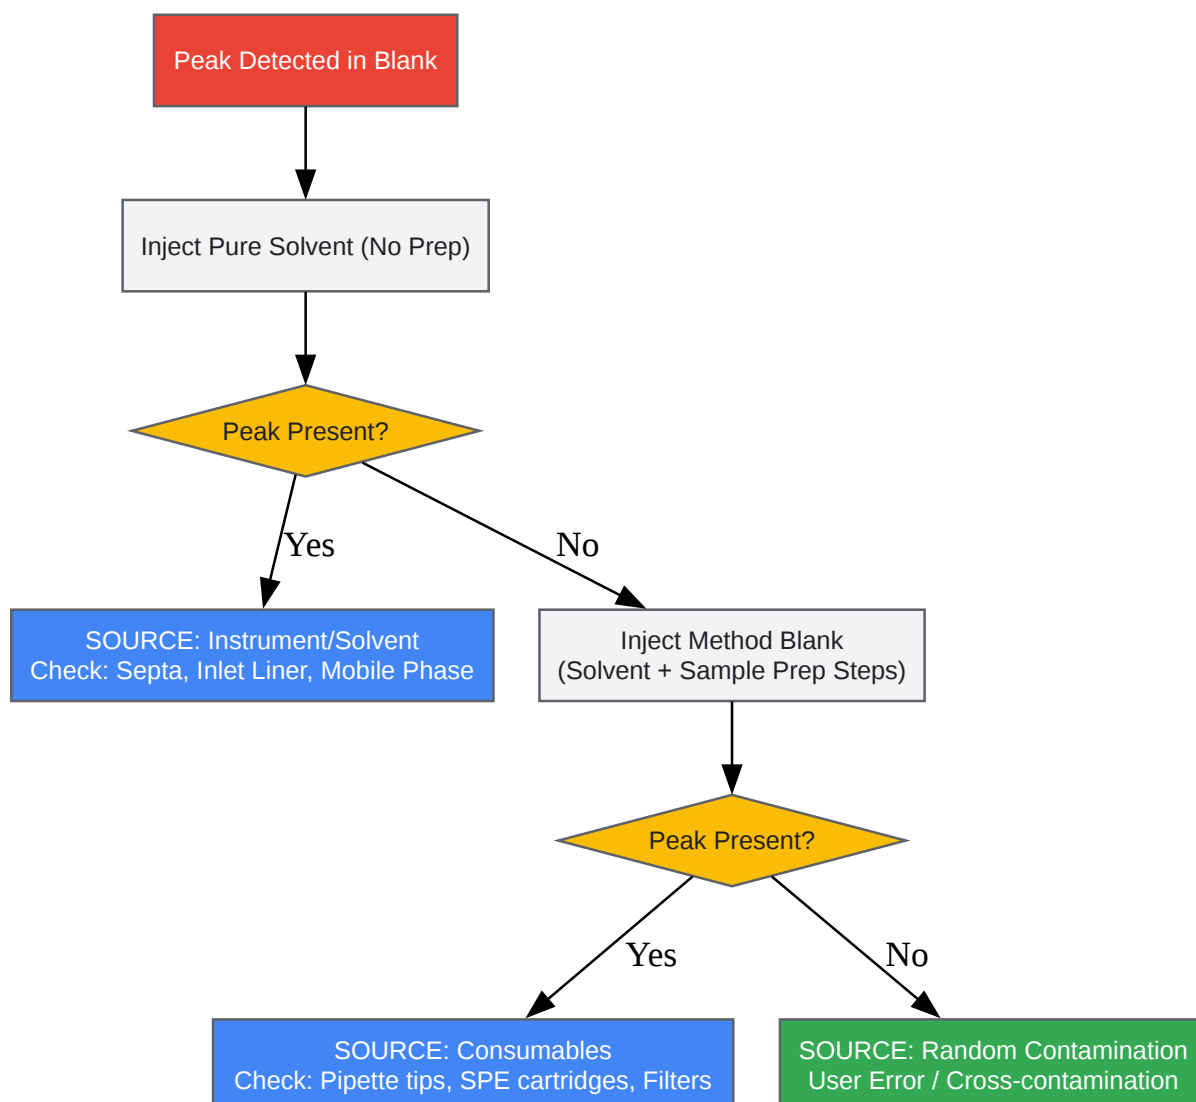 Peak Detected in Blank
Inject Pure Solvent (No Prep)
Peak Present?
Yes
No
SOURCE: Instrument/Solvent
Check: Septa, Inlet Liner, Mobile Phase
Inject Method Blank
(Solvent + Sample Prep Steps)
Peak Present?
Yes
No
SOURCE: Consumables
Check: Pipette tips, SPE cartridges, Filters
SOURCE: Random Contamination
User Error / Cross-contamination